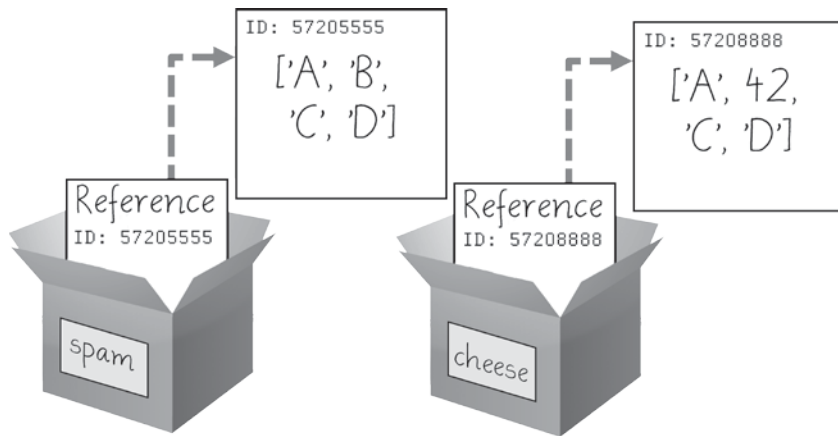 ID: 57205555
['A', 'B',
'C', 'D']
Reference
ID: 57205555
spam
ID: 57208888
['A', 42,
'C', 'D']
Reference
ID: 57208888
cheese